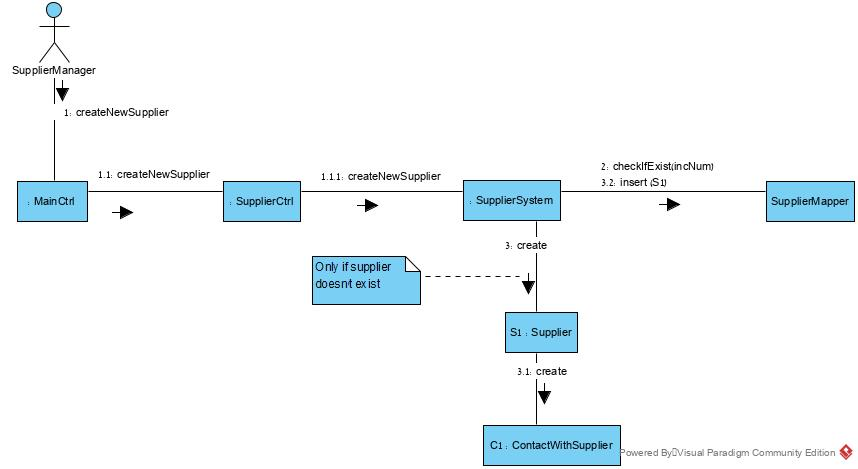 SupplierManager
1: createNewSupplier
1.1: createNewSupplier
1.1.1: createNewSupplier
2: checkIfExist(incNum)
3.2: insert (S1)
: MainCtrl
: SupplierCtrl
: SupplierSystem
SupplierMapper
3: create
Only if supplier
doesnt exist
S1 : Supplier
3.1: create
C1 : ContactWithSupplier
Powered By Visual Paradigm Community Edition